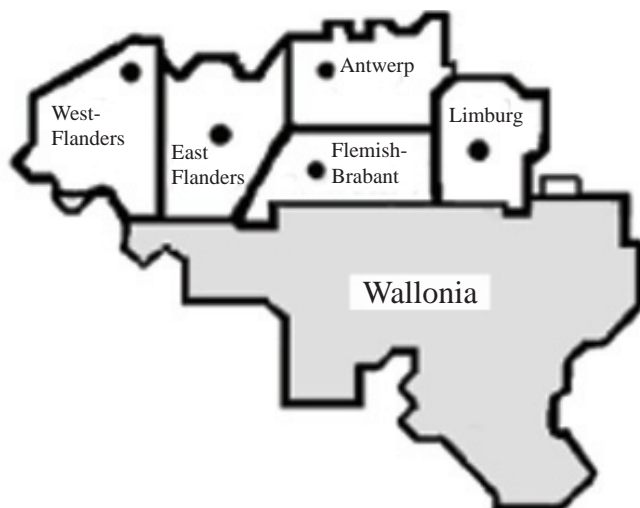 West-
Flanders
East
Flanders
Antwerp
Flemish-
Brabant
Limburg
Wallonia